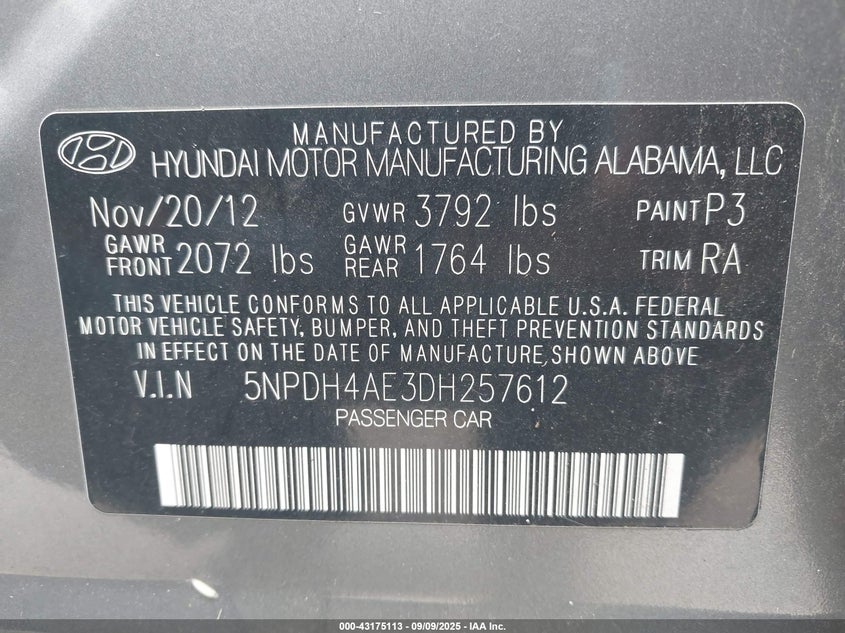 MANUFACTURED BY
HYUNDAI MOTOR MANUFACTURING ALABAMA, LLC
Nov/20/12 GVWR 3792 lbs PAINT P3
GAWR FRONT 2072 lbs GAWR REAR 1764 lbs TRIM RA
THIS VEHICLE CONFORMS TO ALL APPLICABLE U.S.A. FEDERAL
MOTOR VEHICLE SAFETY, BUMPER, AND THEFT PREVENTION STANDARDS
IN EFFECT ON THE DATE OF MANUFACTURE, SHOWN ABOVE
V.I.N 5NPDH4AE3DH257612
PASSENGER CAR
000-43175113 - 09/09/2025 - IAA Inc.